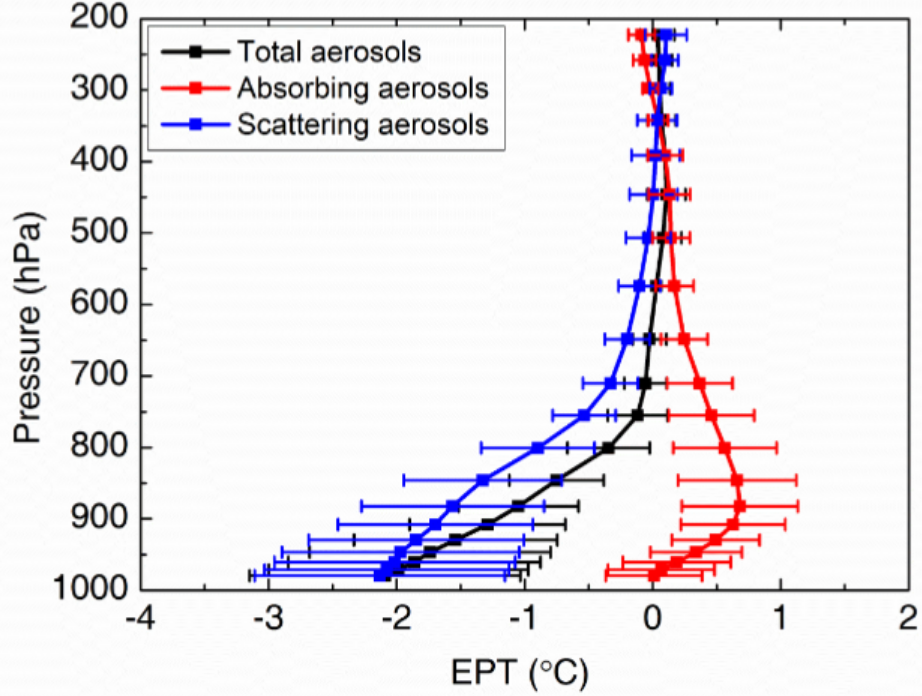 200
300
400
500
600
700
800
900
1000
Pressure (hPa)
Total aerosols
Absorbing aerosols
Scattering aerosols
-4 -3 -2 -1 0 1 2
EPT (°C)